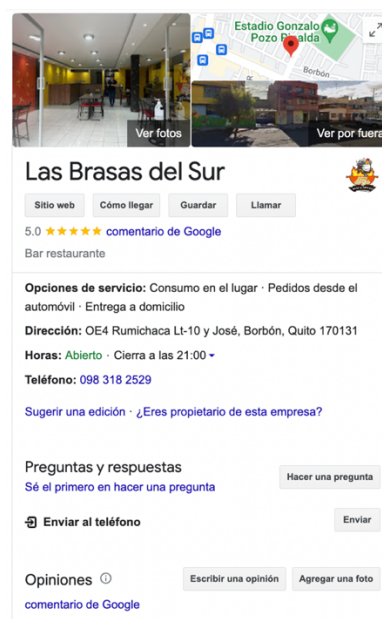 Estadio Gonzalo
Pozo Ripalda
Borbón
Ver fotos
Ver por fuera
Las Brasas del Sur
Sitio web
Cómo llegar
Guardar
Llamar
5.0 comentario de Google
Bar restaurante
Opciones de servicio: Consumo en el lugar · Pedidos desde el
automóvil · Entrega a domicilio
Dirección: OE4 Rumichaca Lt-10 y José, Borbón, Quito 170131
Horas: Abierto · Cierra a las 21:00
Teléfono: 098 318 2529
Sugerir una edición · ¿Eres propietario de esta empresa?
Preguntas y respuestas
Hacer una pregunta
Sé el primero en hacer una pregunta
Enviar al teléfono
Enviar
Opiniones
Escribir una opinión
Agregar una foto
comentario de Google